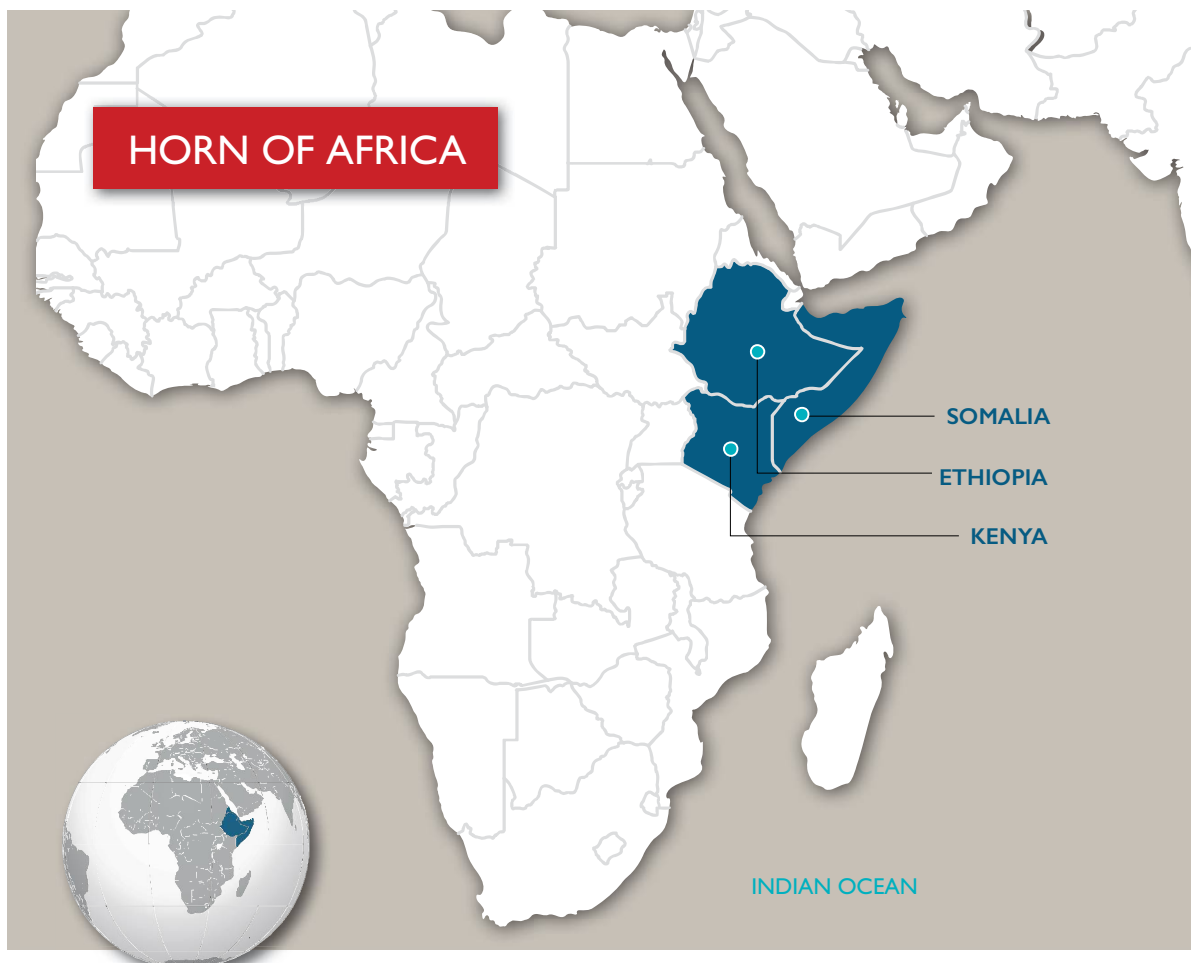 HORN OF AFRICA
SOMALIA
ETHIOPIA
KENYA
INDIAN OCEAN